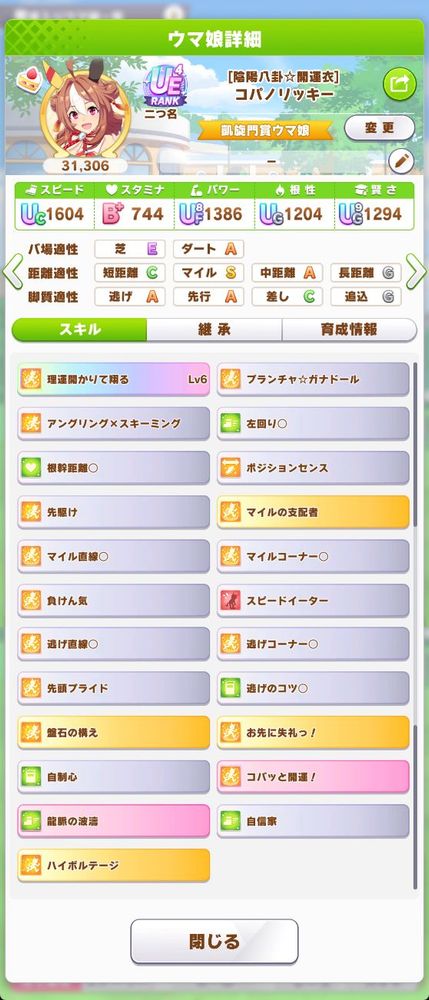 ウマ娘詳細
UE4
RANK
二つ名
[陰陽八卦☆開運衣]
コパノリッキー
凱旋門賞ウマ娘
変更
31,306
ー
スピード スタミナ パワー 根性 賢さ
UC 1604 B+ 744 UF8 1386 UG 1204 UG9 1294
バ場適性 芝 E ダート A
距離適性 短距離 C マイル S 中距離 A 長距離 G
脚質適性 逃げ A 先行 A 差し C 追込 G
スキル 継承 育成情報
理運開かりて翔る Lv6 ブランチャ☆ガナドール
アングリング×スキーミング 左回り○
根幹距離○ ポジションセンス
先駆け マイルの支配者
マイル直線○ マイルコーナー○
負けん気 スピードイーター
逃げ直線○ 逃げコーナー○
先頭プライド 逃げのコツ○
盤石の構え お先に失礼っ!
自制心 コパッと開運!
龍脈の波濤 自信家
ハイボルテージ
閉じる